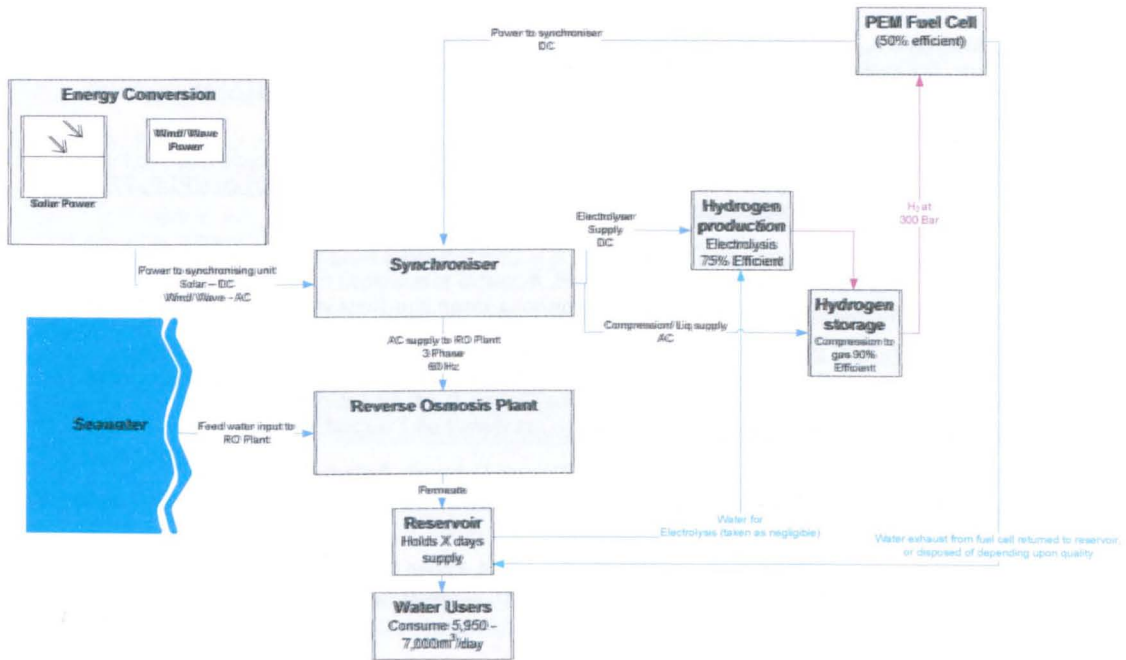 PEM Fuel Cell
(50% efficient)
Power to synchroniser
DC
Energy Conversion
Wind/Wave
Power
Solar Power
Power to synchronising unit
Solar – DC
Wind/Wave - AC
Synchroniser
Electrolyser
Supply
DC
Hydrogen
production
Electrolysis
75% Efficient
H₂ at
300 Bar
Compression/Liq supply
AC
Hydrogen
storage
Compression to
gas 90%
Efficient
AC supply to RO Plant
3 Phase
60 Hz
Seawater
Feed water input to
RO Plant
Reverse Osmosis Plant
Permeate
Reservoir
Holds X days
supply
Water for
Electrolysis (taken as negligible)
Water exhaust from fuel cell returned to reservoir
or disposed of depending upon quality
Water Users
Consume 5,950 –
7,000m³/day